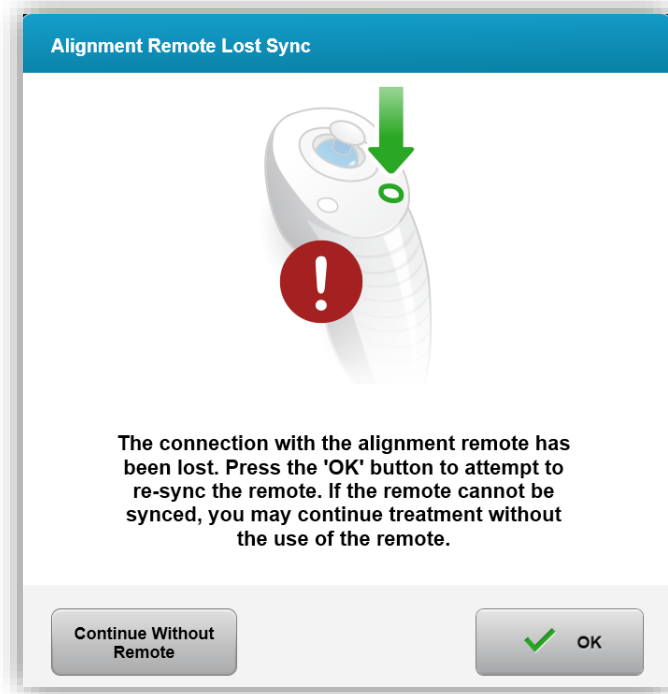 Alignment Remote Lost Sync
The connection with the alignment remote has
been lost. Press the 'OK' button to attempt to
re-sync the remote. If the remote cannot be
synced, you may continue treatment without
the use of the remote.
Continue Without
Remote
OK